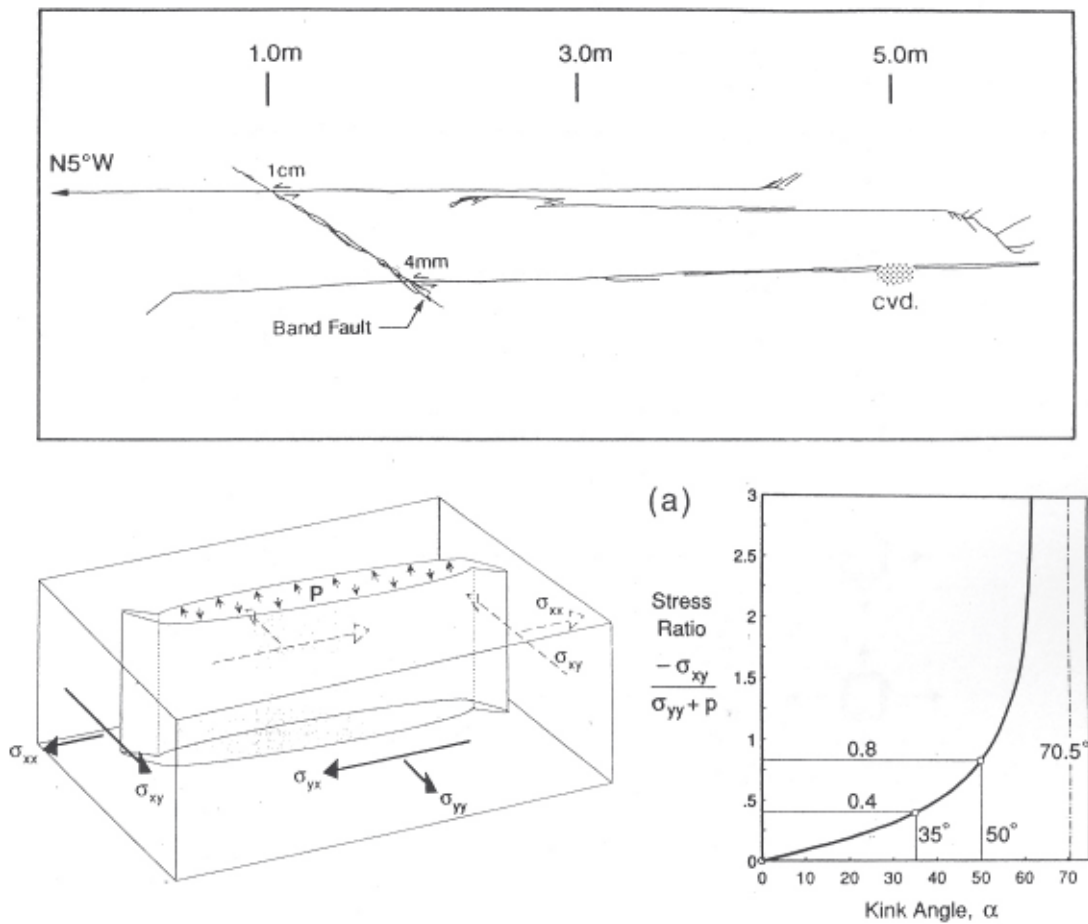 1.0m 3.0m 5.0m
N5°W
1cm
4mm
Band Fault
cvd.
P
σxx
σxy
σxx
σxy
σyx
σyy
(a)
Stress
Ratio
−σxy
σyy + p
3
2.5
2
1.5
1
.5
0
0.8
0.4
35°
50°
70.5°
0 10 20 30 40 50 60 70
Kink Angle, α